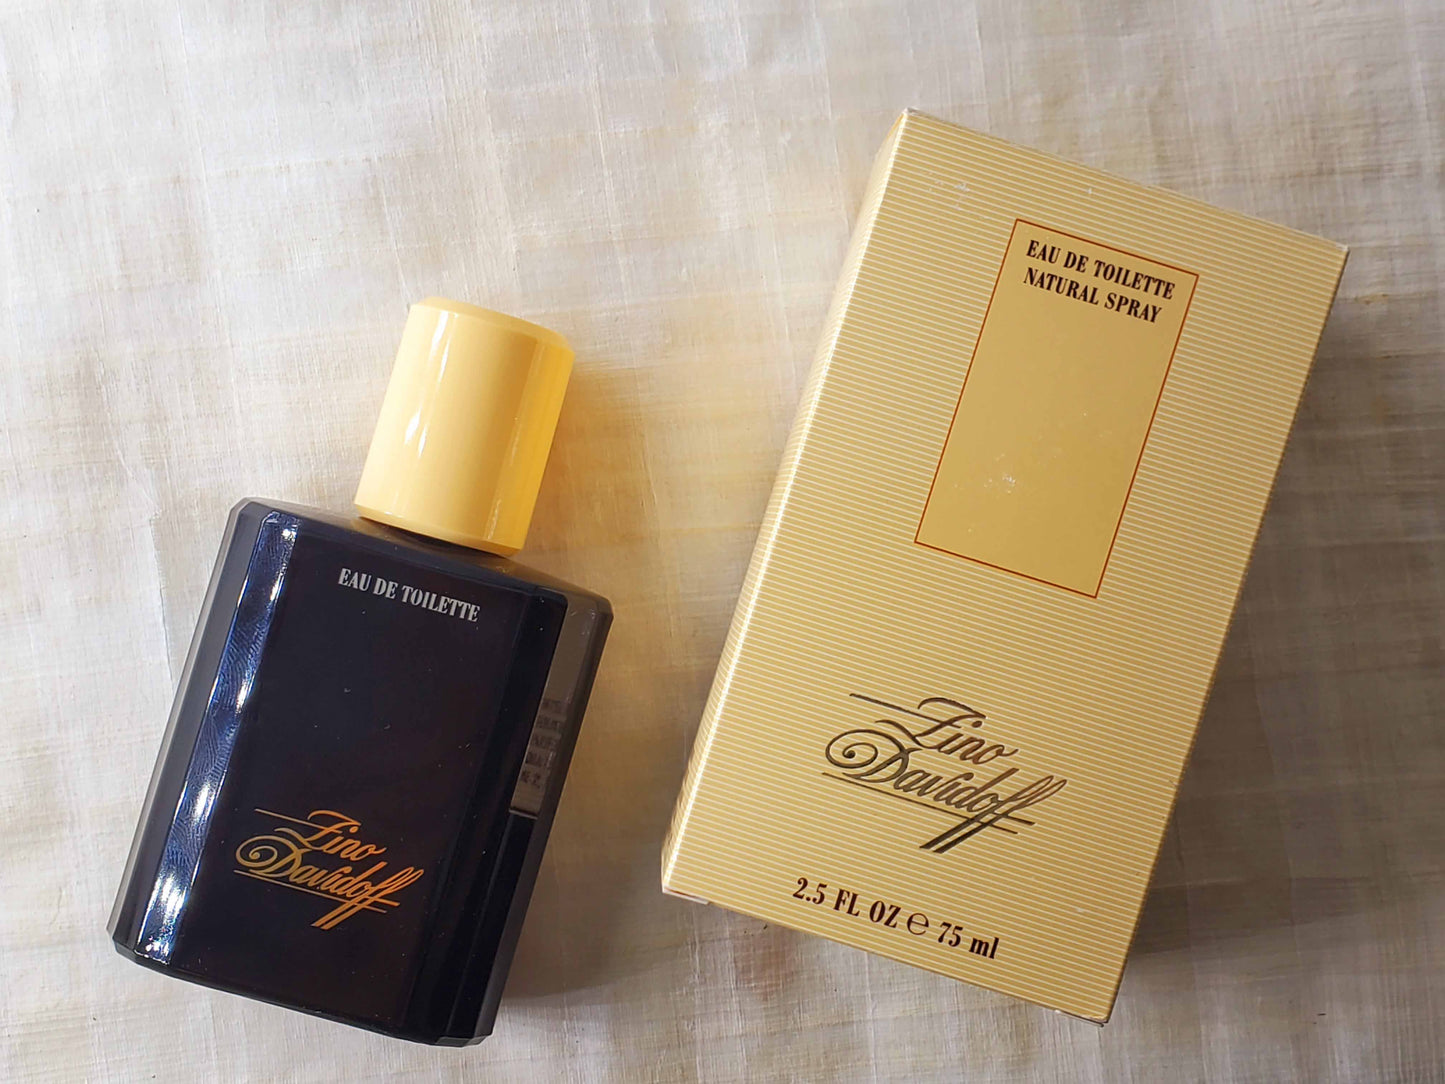 EAU DE TOILETTE
Zino
Davidoff
EAU DE TOILETTE
NATURAL SPRAY
Zino
Davidoff
2.5 FL OZ ℮ 75 ml